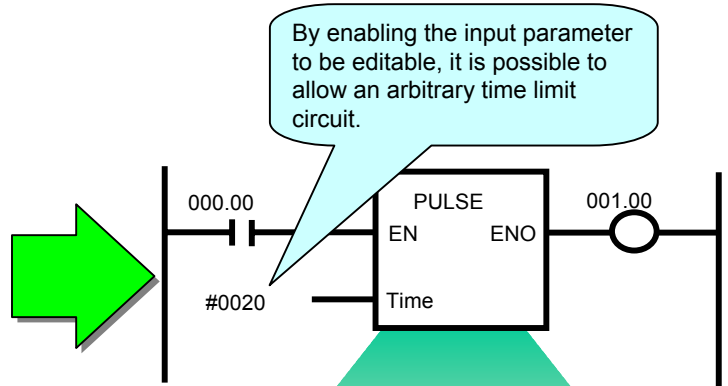 By enabling the input parameter
to be editable, it is possible to
allow an arbitrary time limit
circuit.
000.00
PULSE
001.00
EN
ENO
#0020
Time